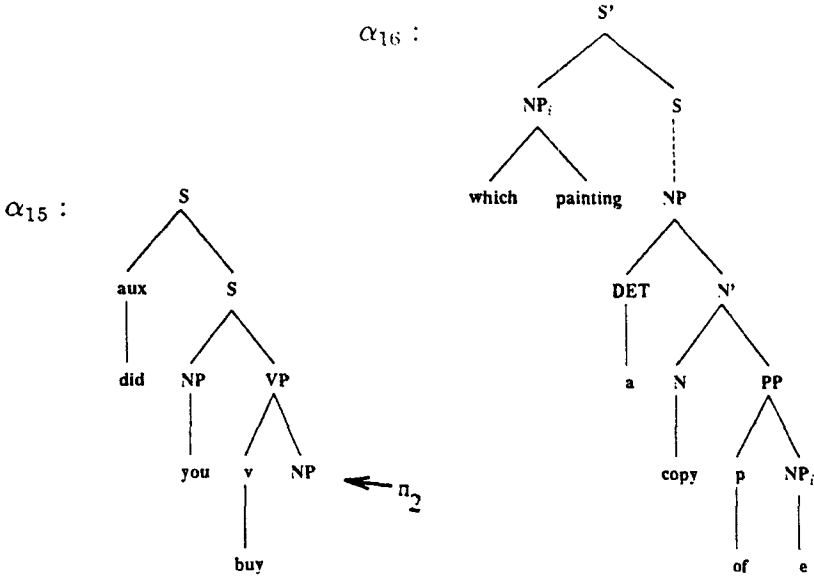 α16 :
S'
NPi S
which painting NP
α15 :
S
aux S
DET N'
did NP VP
a N PP
you v NP
n2
copy p NPi
buy
of e